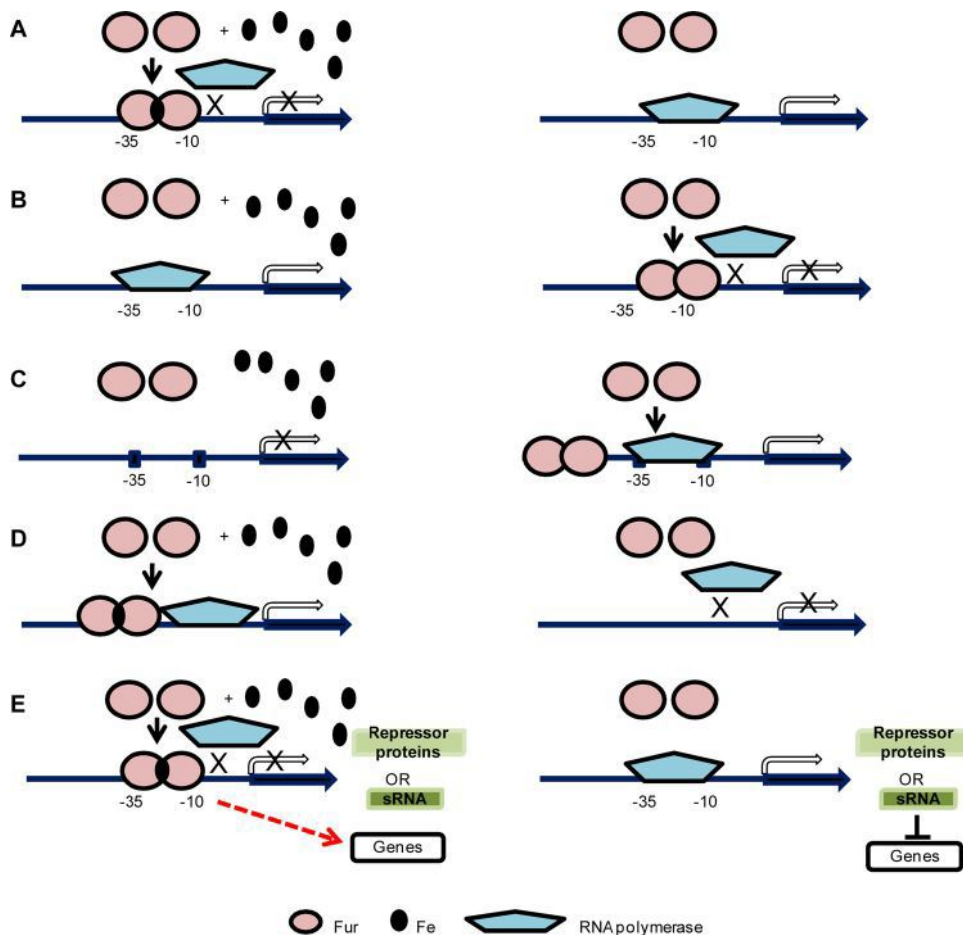 A
+
X
X
-35 -10
-35 -10
B
+
X
X
-35 -10
-35 -10
C
X
-35 -10
-35 -10
D
+
X
X
E
+
X
X
-35 -10
Repressor
proteins
OR
sRNA
Genes
-35 -10
Repressor
proteins
OR
sRNA
Genes
Fur Fe RNA polymerase